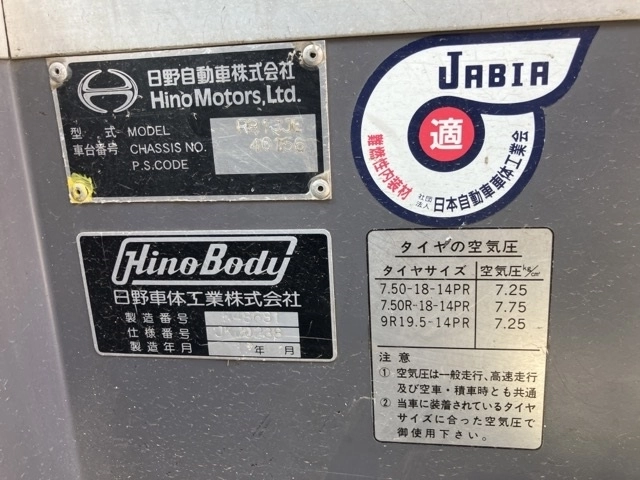 日野自動車株式会社
Hino Motors, Ltd.
型式 MODEL
車台番号 CHASSIS NO.
P.S.CODE
JABIA
適
難燃性内装材
社団法人 日本自動車車体工業会
HinoBody
日野車体工業株式会社
製造番号
仕様番号
製造年月 年 月
タイヤの空気圧
タイヤサイズ 空気圧kg/cm²
7.50-18-14PR 7.25
7.50R-18-14PR 7.75
9R19.5-14PR 7.25
注意
① 空気圧は一般走行、高速走行
及び空車・積車時とも共通
② 当車に装着されているタイヤ
サイズに合った空気圧で
御使用下さい。